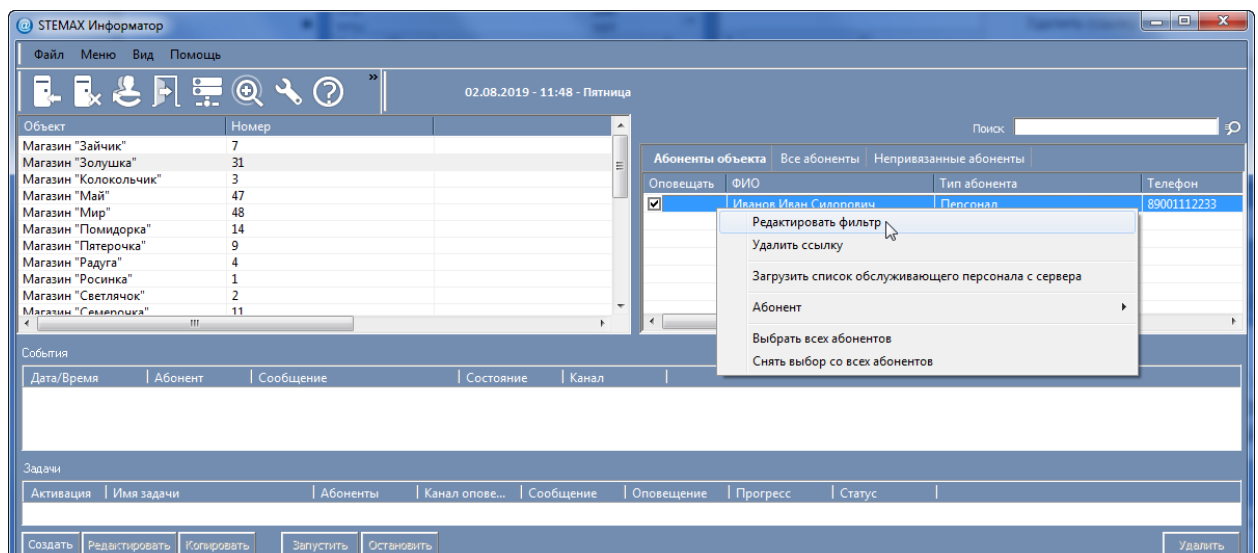 STEMAX Информатор
Файл Меню Вид Помощь
02.08.2019 - 11:48 - Пятница
Поиск
Объект Номер
Магазин "Зайчик" 7
Магазин "Золушка" 31
Магазин "Колокольчик" 3
Магазин "Май" 47
Магазин "Мир" 48
Магазин "Помидорка" 14
Магазин "Пятерочка" 9
Магазин "Радуга" 4
Магазин "Росинка" 1
Магазин "Светлячок" 2
Магазин "Семерочка" 11
Абоненты объекта Все абоненты Непривязанные абоненты
Оповещать ФИО Тип абонента Телефон
Иванов Иван Сидорович Персонал 89001112233
Редактировать фильтр
Удалить ссылку
Загрузить список обслуживающего персонала с сервера
Абонент
Выбрать всех абонентов
Снять выбор со всех абонентов
События
Дата/Время Абонент Сообщение Состояние Канал
Задачи
Активация Имя задачи Абоненты Канал опове... Сообщение Оповещение Прогресс Статус
Создать Редактировать Копировать Запустить Остановить Удалить